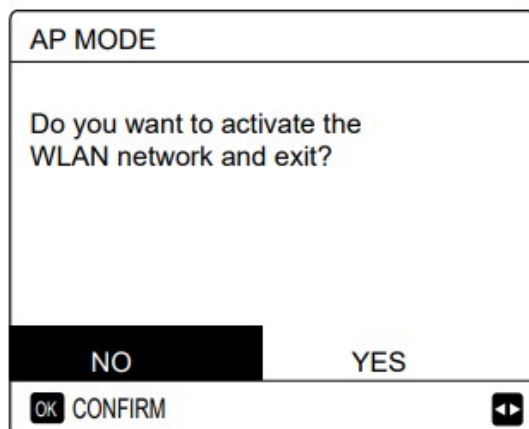 AP MODE
Do you want to activate the
WLAN network and exit?
NO YES
OK CONFIRM